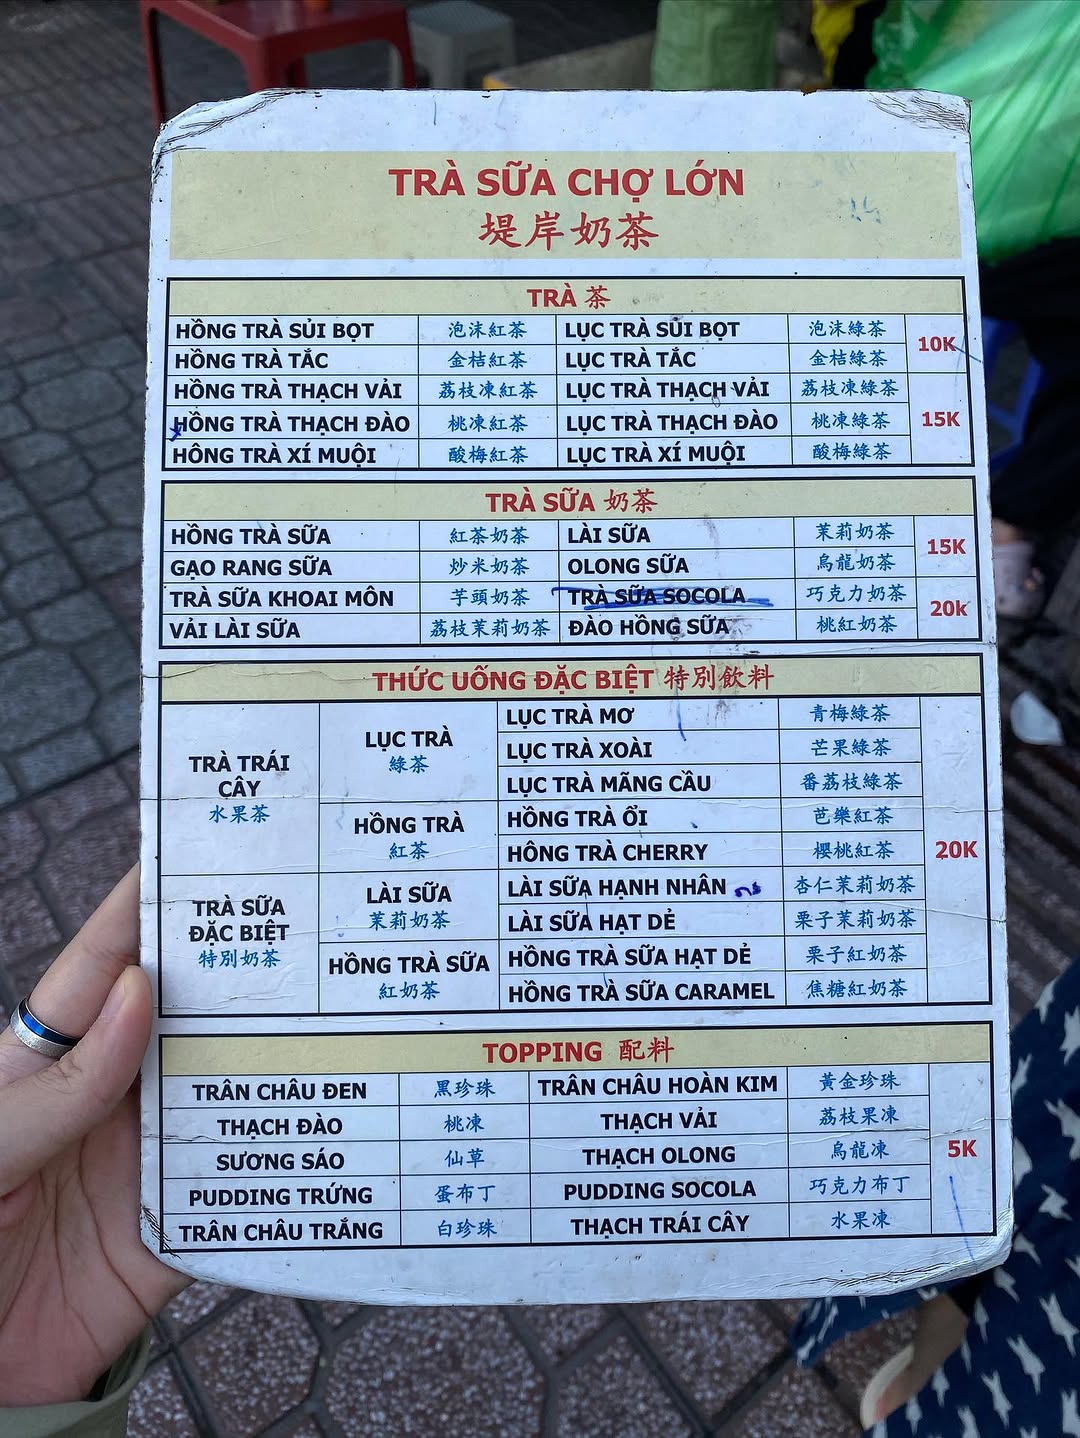 TRÀ SỮA CHỢ LỚN
堤岸奶茶
TRÀ 茶
HỒNG TRÀ SỦI BỌT 泡沫紅茶 LỤC TRÀ SỦI BỌT 泡沫綠茶 10K
HỒNG TRÀ TẮC 金桔紅茶 LỤC TRÀ TẮC 金桔綠茶
HỒNG TRÀ THẠCH VẢI 荔枝凍紅茶 LỤC TRÀ THẠCH VẢI 荔枝凍綠茶 15K
HỒNG TRÀ THẠCH ĐÀO 桃凍紅茶 LỤC TRÀ THẠCH ĐÀO 桃凍綠茶
HÔNG TRÀ XÍ MUỘI 酸梅紅茶 LỤC TRÀ XÍ MUỘI 酸梅綠茶
TRÀ SỮA 奶茶
HỒNG TRÀ SỮA 紅茶奶茶 LÀI SỮA 茉莉奶茶 15K
GẠO RANG SỮA 炒米奶茶 OLONG SỮA 烏龍奶茶
TRÀ SỮA KHOAI MÔN 芋頭奶茶 TRÀ SỮA SOCOLA 巧克力奶茶 20k
VẢI LÀI SỮA 荔枝茉莉奶茶 ĐÀO HỒNG SỮA 桃紅奶茶
THỨC UỐNG ĐẶC BIỆT 特別飲料
TRÀ TRÁI
CÂY
水果茶
LỤC TRÀ
綠茶
LỤC TRÀ MƠ 青梅綠茶
LỤC TRÀ XOÀI 芒果綠茶
LỤC TRÀ MÃNG CẦU 番荔枝綠茶
HỒNG TRÀ
紅茶
HỒNG TRÀ ỔI 芭樂紅茶
HÔNG TRÀ CHERRY 櫻桃紅茶
20K
TRÀ SỮA
ĐẶC BIỆT
特別奶茶
LÀI SỮA
茉莉奶茶
LÀI SỮA HẠNH NHÂN 杏仁茉莉奶茶
LÀI SỮA HẠT DẺ 栗子茉莉奶茶
HỒNG TRÀ SỮA
紅奶茶
HỒNG TRÀ SỮA HẠT DẺ 栗子紅奶茶
HỒNG TRÀ SỮA CARAMEL 焦糖紅奶茶
TOPPING 配料
TRÂN CHÂU ĐEN 黑珍珠 TRÂN CHÂU HOÀN KIM 黃金珍珠
THẠCH ĐÀO 桃凍 THẠCH VẢI 荔枝果凍
SƯƠNG SÁO 仙草 THẠCH OLONG 烏龍凍 5K
PUDDING TRỨNG 蛋布丁 PUDDING SOCOLA 巧克力布丁
TRÂN CHÂU TRẮNG 白珍珠 THẠCH TRÁI CÂY 水果凍